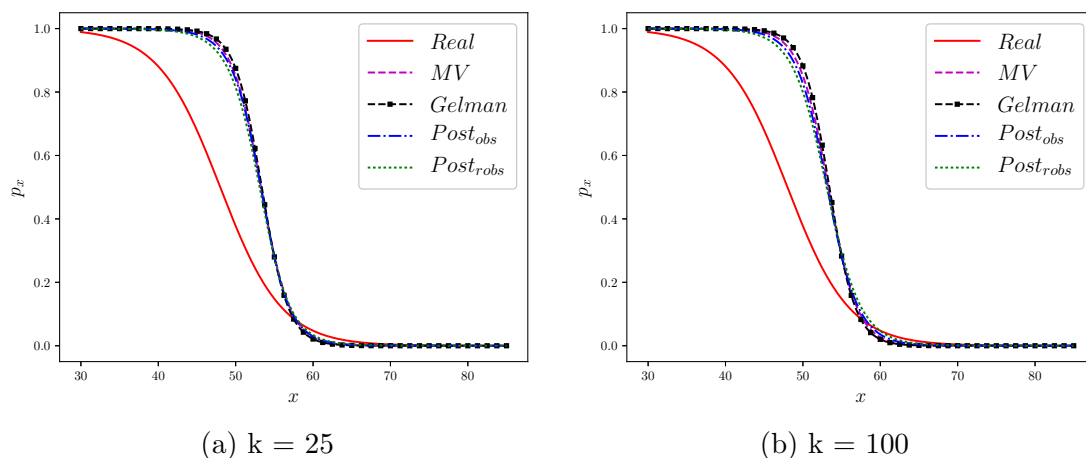 1.0
0.8
0.6
0.4
0.2
0.0
p_x
30 40 50 60 70 80
x
Real
MV
Gelman
Post_obs
Post_robs
(a) k = 25
1.0
0.8
0.6
0.4
0.2
0.0
p_x
30 40 50 60 70 80
x
Real
MV
Gelman
Post_obs
Post_robs
(b) k = 100